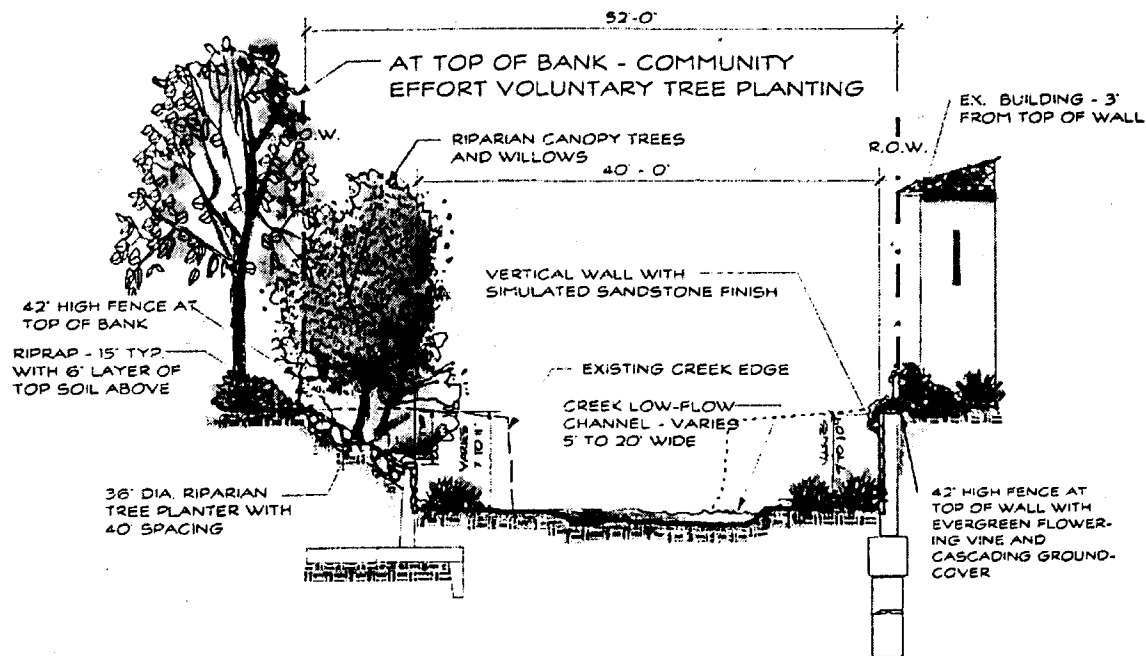 52'-0"
AT TOP OF BANK - COMMUNITY
EFFORT VOLUNTARY TREE PLANTING
EX. BUILDING - 3'
FROM TOP OF WALL
R.O.W.
RIPARIAN CANOPY TREES
AND WILLOWS
R.O.W.
40'-0"
VERTICAL WALL WITH
SIMULATED SANDSTONE FINISH
42" HIGH FENCE AT
TOP OF BANK
RIPRAP - 15" TYP.
WITH 6" LAYER OF
TOP SOIL ABOVE
EXISTING CREEK EDGE
CREEK LOW-FLOW
CHANNEL - VARIES
5' TO 20' WIDE
VARIES
36" DIA. RIPARIAN
TREE PLANTER WITH
40' SPACING
42" HIGH FENCE AT
TOP OF WALL WITH
EVERGREEN FLOWER-
ING VINE AND
CASCADING GROUND-
COVER